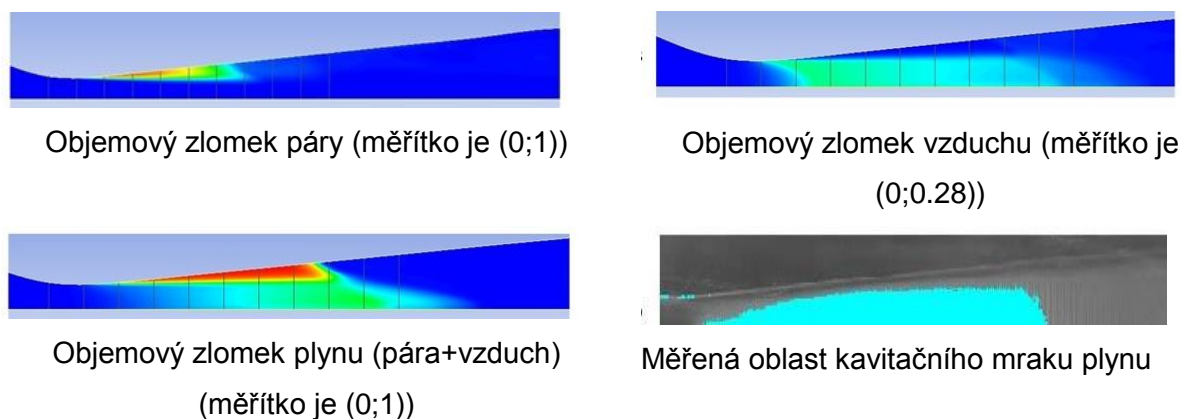 Objemový zlomek páry (měřítko je (0;1))
Objemový zlomek vzduchu (měřítko je
(0;0.28))
Objemový zlomek plynu (pára+vzduch)
(měřítko je (0;1))
Měřená oblast kavitačního mraku plynu